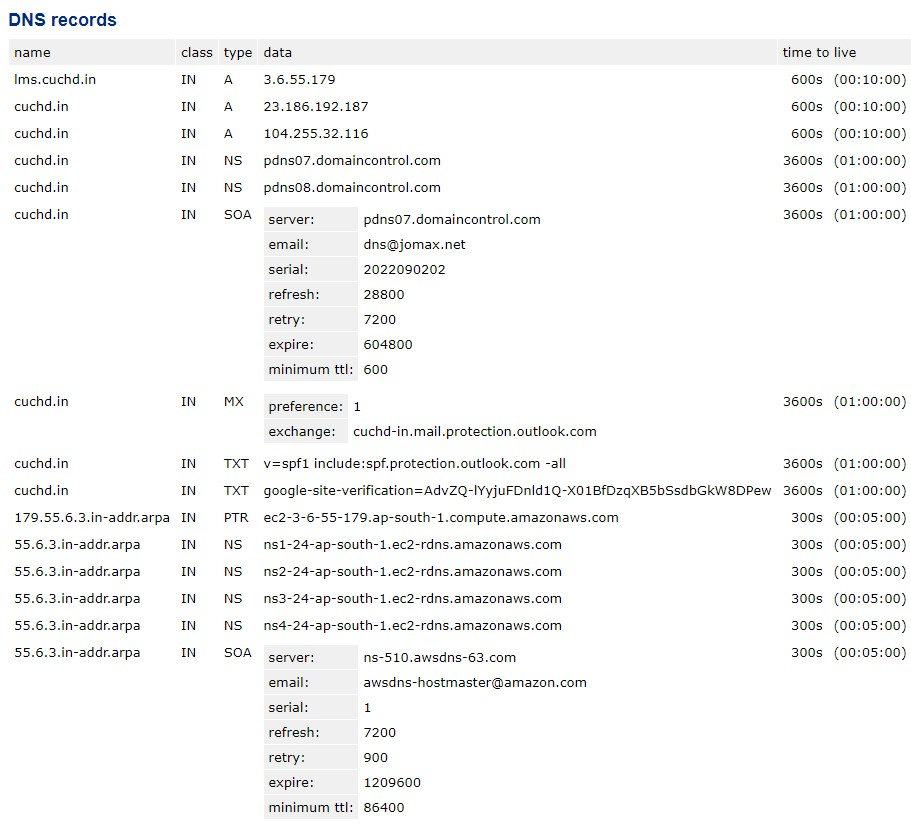 DNS records
name class type data time to live
lms.cuchd.in IN A 3.6.55.179 600s (00:10:00)
cuchd.in IN A 23.186.192.187 600s (00:10:00)
cuchd.in IN A 104.255.32.116 600s (00:10:00)
cuchd.in IN NS pdns07.domaincontrol.com 3600s (01:00:00)
cuchd.in IN NS pdns08.domaincontrol.com 3600s (01:00:00)
cuchd.in IN SOA server: pdns07.domaincontrol.com 3600s (01:00:00)
email: dns@jomax.net
serial: 2022090202
refresh: 28800
retry: 7200
expire: 604800
minimum ttl: 600
cuchd.in IN MX preference: 1 3600s (01:00:00)
exchange: cuchd-in.mail.protection.outlook.com
cuchd.in IN TXT v=spf1 include:spf.protection.outlook.com -all 3600s (01:00:00)
cuchd.in IN TXT google-site-verification=AdvZQ-lYyjuFDnld1Q-X01BfDzqXB5bSsdbGkW8DPew 3600s (01:00:00)
179.55.6.3.in-addr.arpa IN PTR ec2-3-6-55-179.ap-south-1.compute.amazonaws.com 300s (00:05:00)
55.6.3.in-addr.arpa IN NS ns1-24-ap-south-1.ec2-rdns.amazonaws.com 300s (00:05:00)
55.6.3.in-addr.arpa IN NS ns2-24-ap-south-1.ec2-rdns.amazonaws.com 300s (00:05:00)
55.6.3.in-addr.arpa IN NS ns3-24-ap-south-1.ec2-rdns.amazonaws.com 300s (00:05:00)
55.6.3.in-addr.arpa IN NS ns4-24-ap-south-1.ec2-rdns.amazonaws.com 300s (00:05:00)
55.6.3.in-addr.arpa IN SOA server: ns-510.awsdns-63.com 300s (00:05:00)
email: awsdns-hostmaster@amazon.com
serial: 1
refresh: 7200
retry: 900
expire: 1209600
minimum ttl: 86400